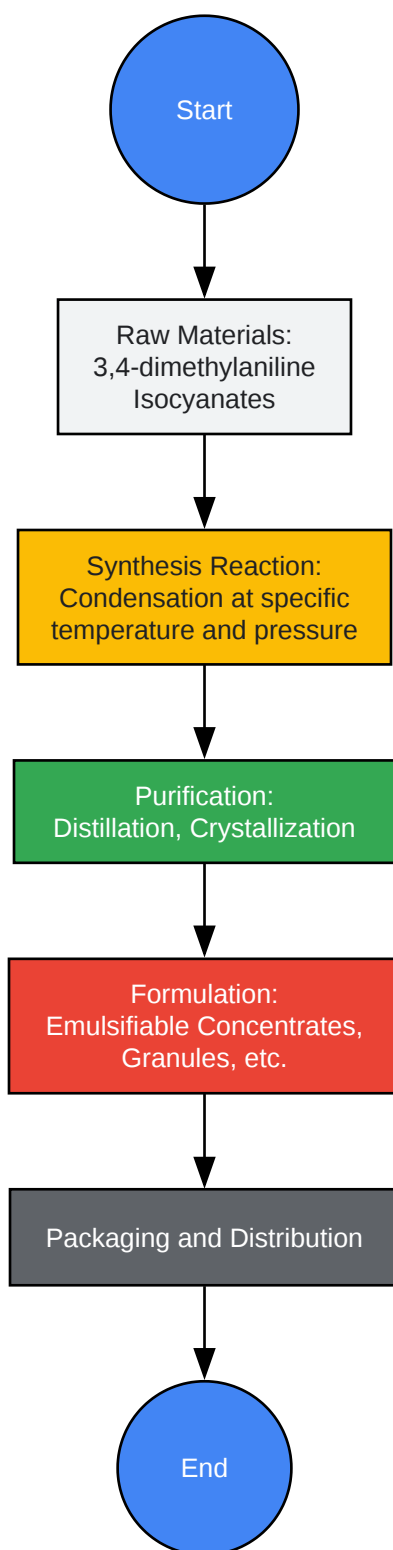 Start
Raw Materials:
3,4-dimethylaniline
Isocyanates
Synthesis Reaction:
Condensation at specific
temperature and pressure
Purification:
Distillation, Crystallization
Formulation:
Emulsifiable Concentrates,
Granules, etc.
Packaging and Distribution
End